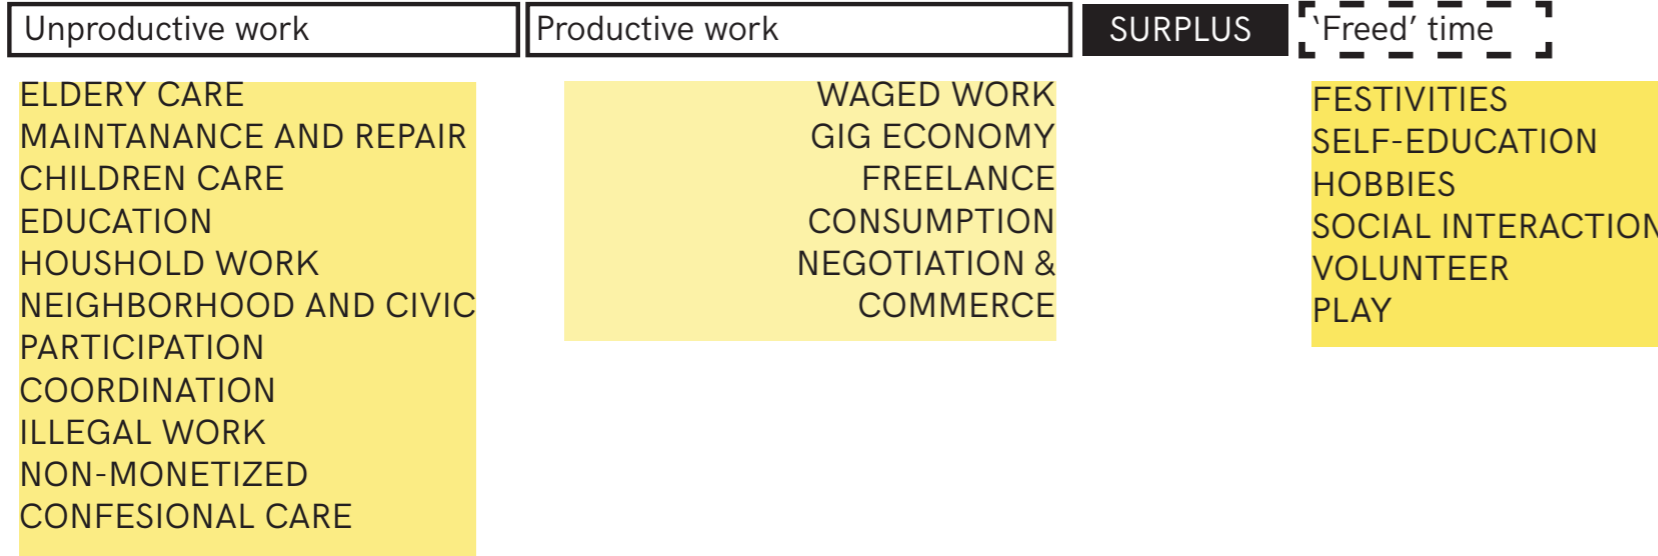 Unproductive work
Productive work
SURPLUS
‘Freed’ time
ELDERY CARE
MAINTANANCE AND REPAIR
CHILDREN CARE
EDUCATION
HOUSHOLD WORK
NEIGHBORHOOD AND CIVIC
PARTICIPATION
COORDINATION
ILLEGAL WORK
NON-MONETIZED
CONFESIONAL CARE
WAGED WORK
GIG ECONOMY
FREELANCE
CONSUMPTION
NEGOTIATION &
COMMERCE
FESTIVITIES
SELF-EDUCATION
HOBBIES
SOCIAL INTERACTION
VOLUNTEER
PLAY